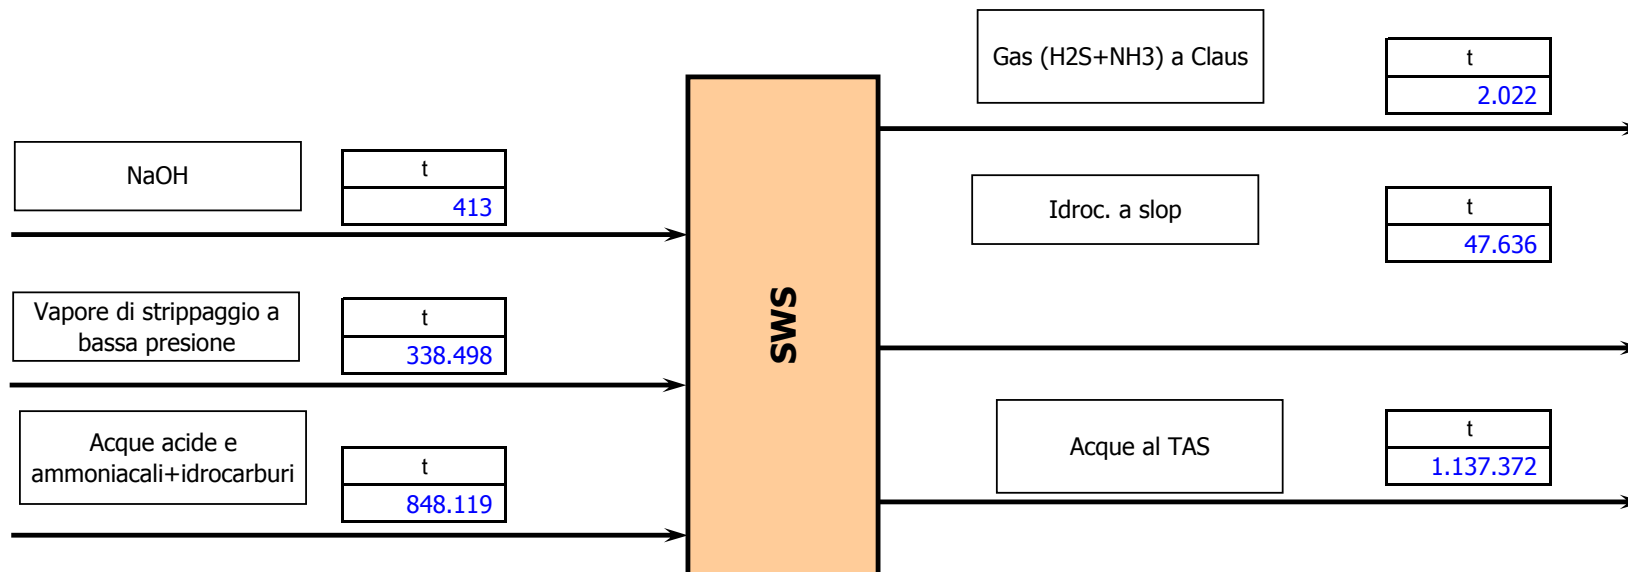 NaOH
t
413
Vapore di strippaggio a
bassa presione
t
338.498
Acque acide e
ammoniacali+idrocarburi
t
848.119
SWS
Gas (H2S+NH3) a Claus
t
2.022
Idroc. a slop
t
47.636
Acque al TAS
t
1.137.372